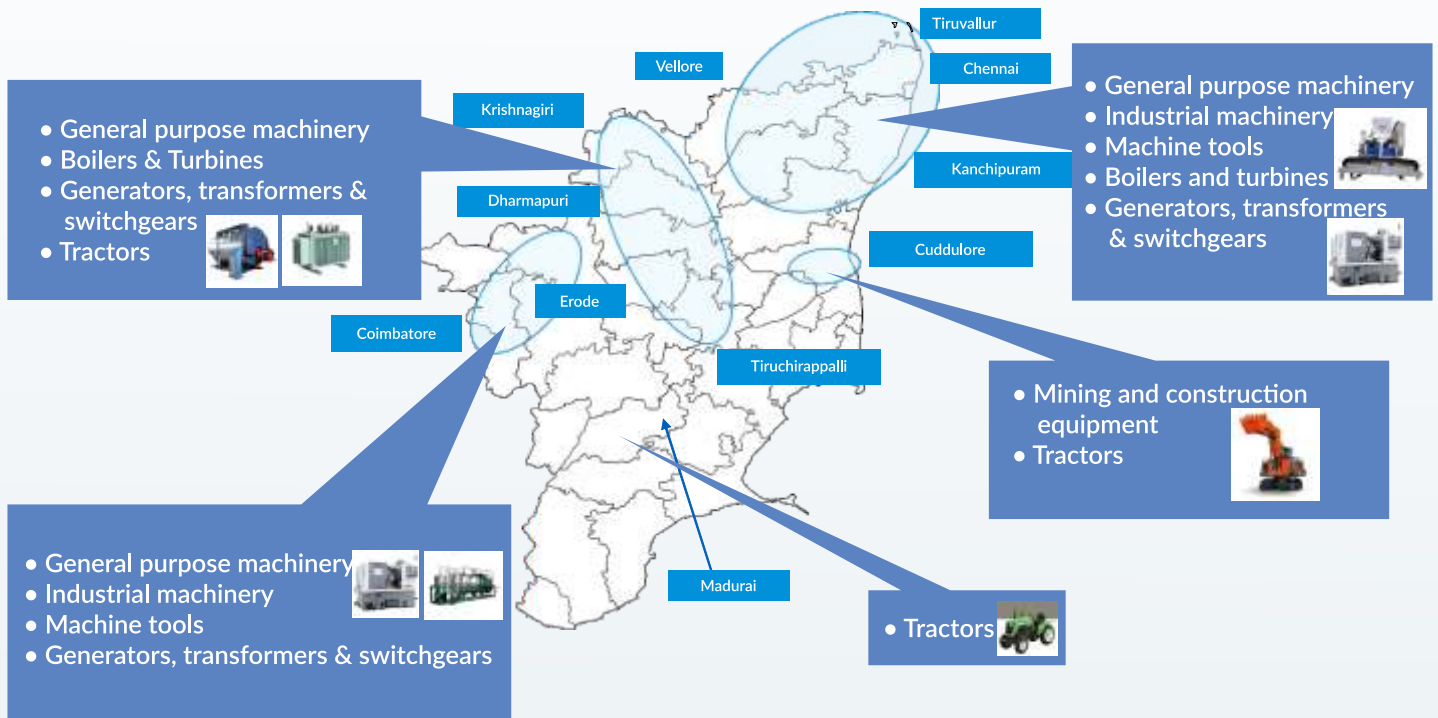 Tiruvallur
Vellore
Chennai
Krishnagiri
Kanchipuram
Dharmapuri
Cuddulore
Erode
Coimbatore
Tiruchirappalli
Madurai
• General purpose machinery
• Boilers & Turbines
• Generators, transformers &
switchgears
• Tractors
• General purpose machinery
• Industrial machinery
• Machine tools
• Boilers and turbines
• Generators, transformers
& switchgears
• Mining and construction
equipment
• Tractors
• General purpose machinery
• Industrial machinery
• Machine tools
• Generators, transformers & switchgears
• Tractors